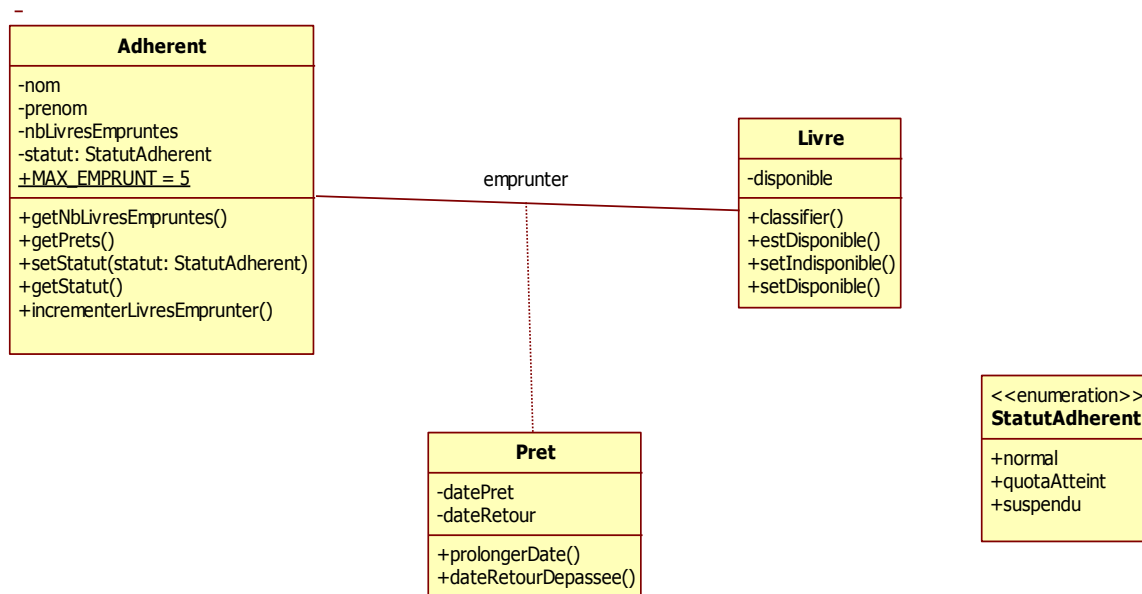 Adherent
-nom
-prenom
-nbLivresEmpruntes
-statut: StatutAdherent
+MAX_EMPRUNT = 5
+getNbLivresEmpruntes()
+getPrets()
+setStatut(statut: StatutAdherent)
+getStatut()
+incrementerLivresEmprunter()
emprunter
Livre
-disponible
+classifier()
+estDisponible()
+setIndisponible()
+setDisponible()
Pret
-datePret
-dateRetour
+prolongerDate()
+dateRetourDepassee()
<<enumeration>>
StatutAdherent
+normal
+quotaAtteint
+suspendu